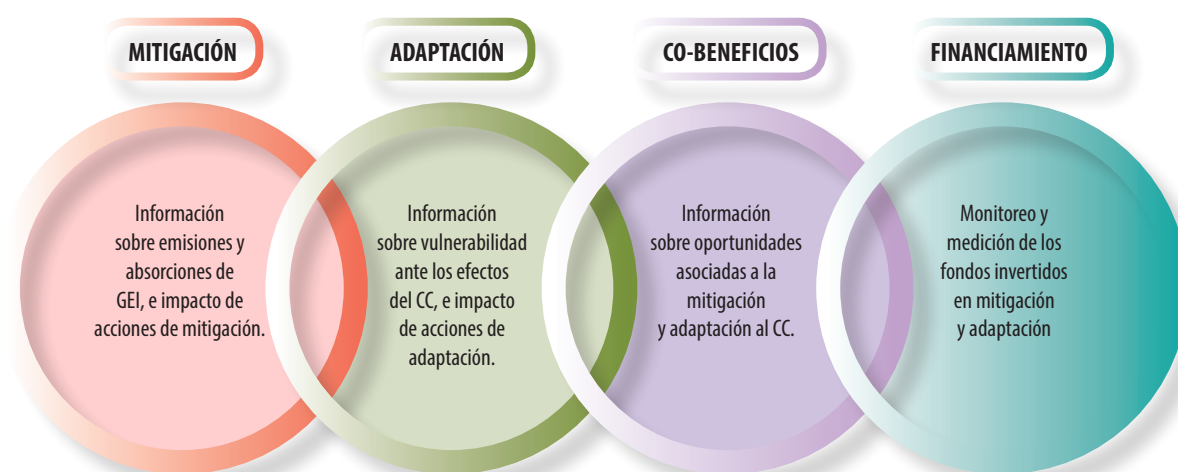 MITIGACIÓN
Información
sobre emisiones y
absorciones de
GEI, e impacto de
acciones de mitigación.
ADAPTACIÓN
Información
sobre vulnerabilidad
ante los efectos
del CC, e impacto
de acciones de
adaptación.
CO-BENEFICIOS
Información
sobre oportunidades
asociadas a la
mitigación
y adaptación al CC.
FINANCIAMIENTO
Monitoreo y
medición de los
fondos invertidos
en mitigación
y adaptación